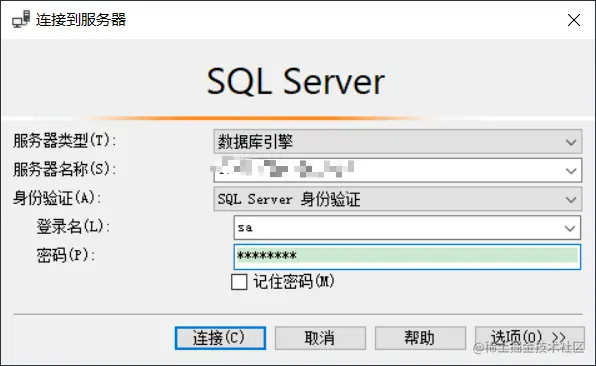 连接到服务器
SQL Server
服务器类型(T):
数据库引擎
服务器名称(S):
身份验证(A):
SQL Server 身份验证
登录名(L):
sa
密码(P):
********
记住密码(M)
连接(C)
取消
帮助
选项(O) >>
@稀土掘金技术社区